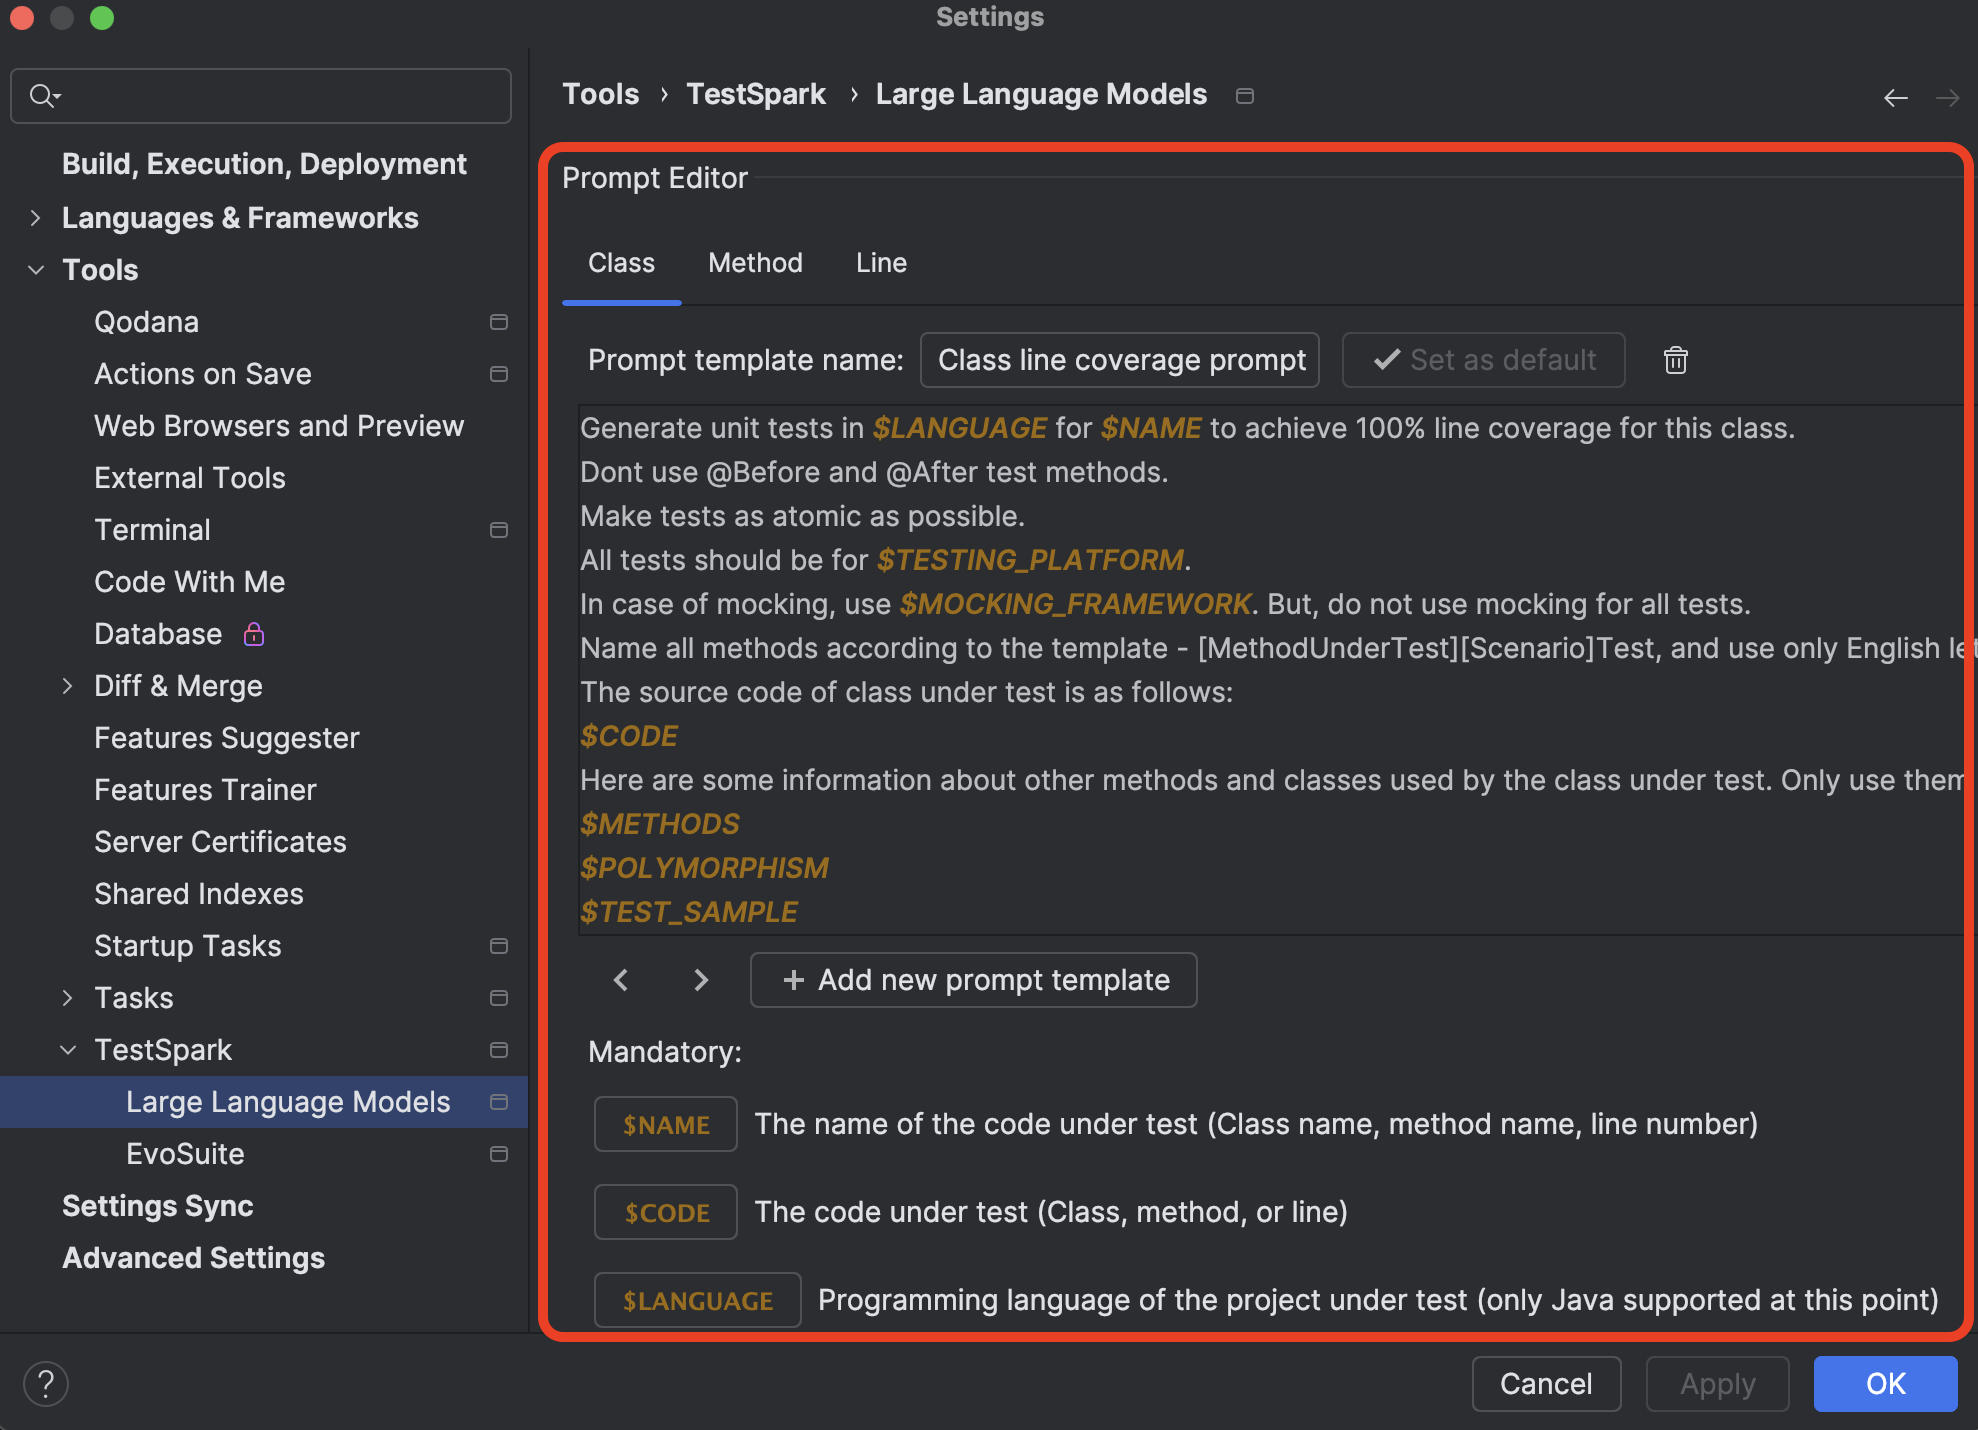 Settings
Build, Execution, Deployment
Languages & Frameworks
Tools
Qodana
Actions on Save
Web Browsers and Preview
External Tools
Terminal
Code With Me
Database
Diff & Merge
Features Suggester
Features Trainer
Server Certificates
Shared Indexes
Startup Tasks
Tasks
TestSpark
Large Language Models
EvoSuite
Settings Sync
Advanced Settings
Tools › TestSpark › Large Language Models
Prompt Editor
Class Method Line
Prompt template name: Class line coverage prompt Set as default
Generate unit tests in $LANGUAGE for $NAME to achieve 100% line coverage for this class.
Dont use @Before and @After test methods.
Make tests as atomic as possible.
All tests should be for $TESTING_PLATFORM.
In case of mocking, use $MOCKING_FRAMEWORK. But, do not use mocking for all tests.
Name all methods according to the template - [MethodUnderTest][Scenario]Test, and use only English
The source code of class under test is as follows:
$CODE
Here are some information about other methods and classes used by the class under test. Only use them
$METHODS
$POLYMORPHISM
$TEST_SAMPLE
+ Add new prompt template
Mandatory:
$NAME The name of the code under test (Class name, method name, line number)
$CODE The code under test (Class, method, or line)
$LANGUAGE Programming language of the project under test (only Java supported at this point)
? Cancel Apply OK